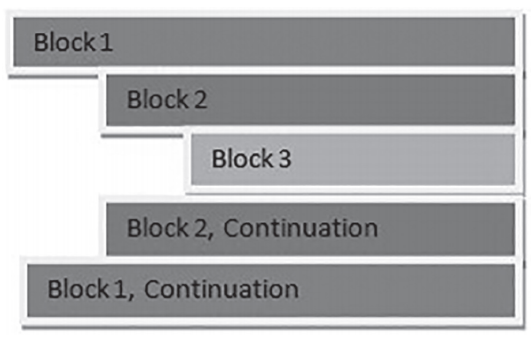 Block 1
Block 2
Block 3
Block 2, Continuation
Block 1, Continuation